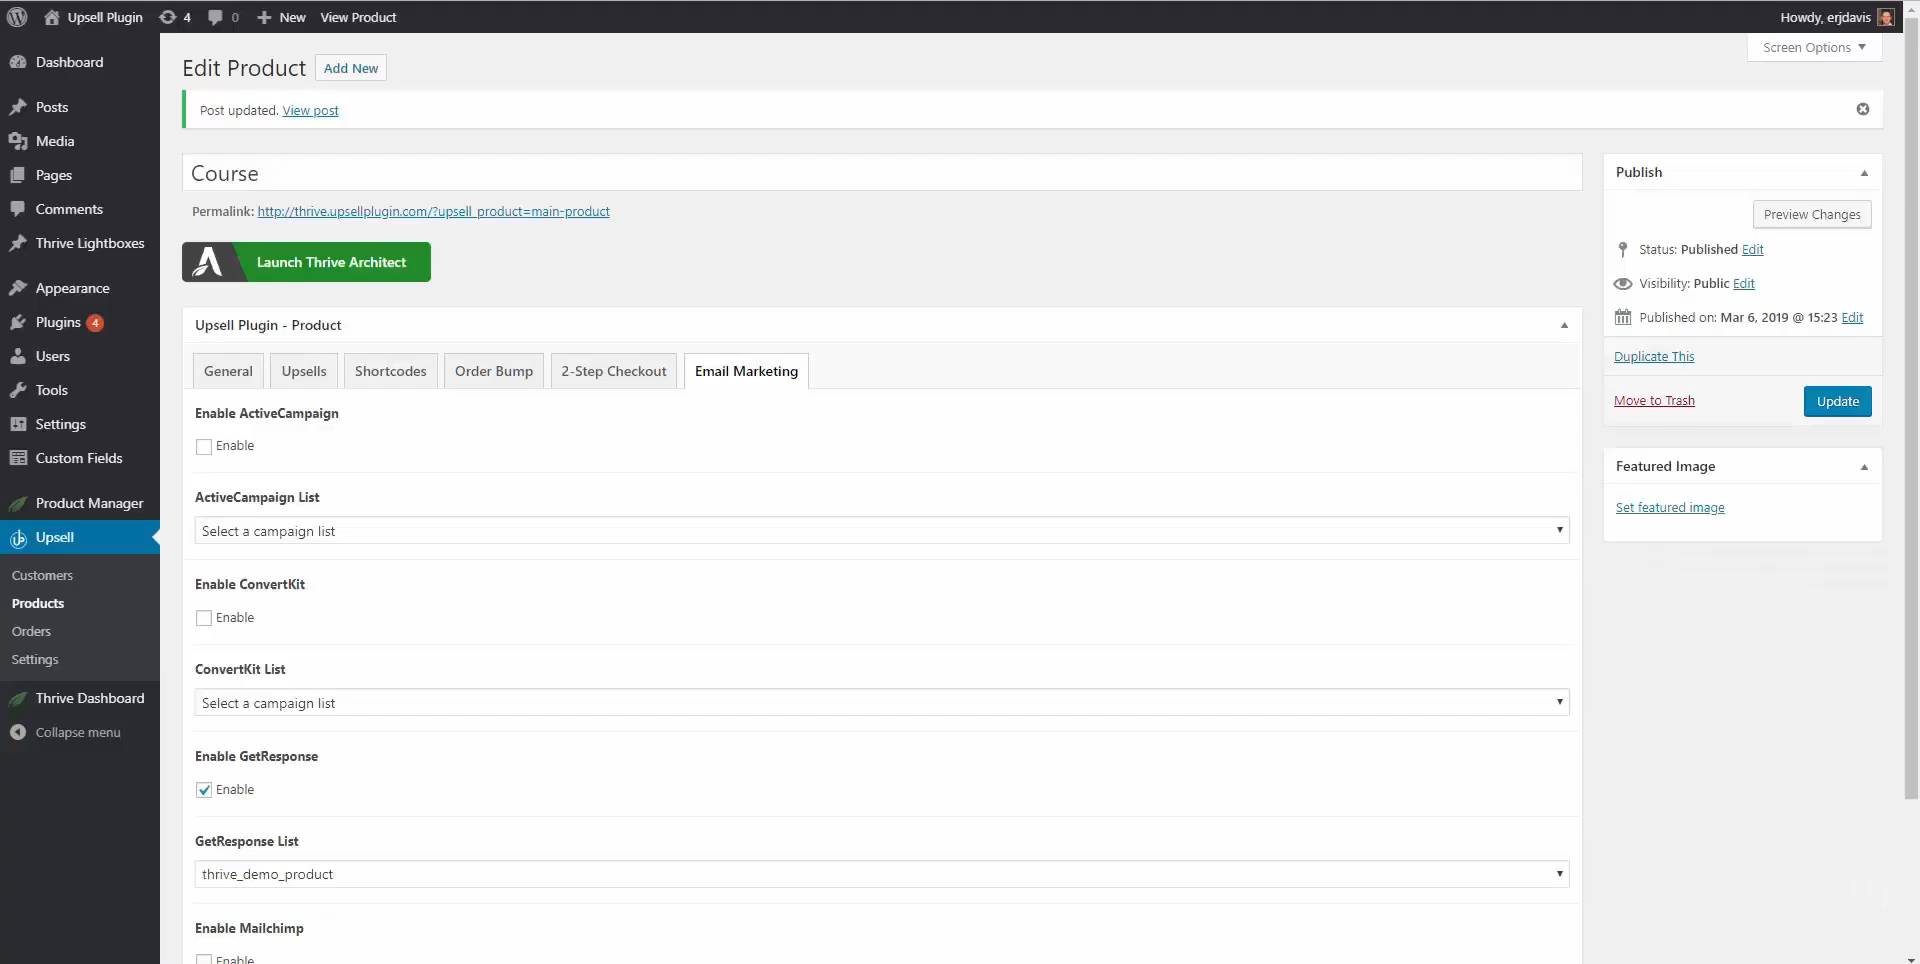 Upsell Plugin 4 0 New View Product Howdy, erjdavis
Screen Options
Dashboard
Posts
Media
Pages
Comments
Thrive Lightboxes
Appearance
Plugins 4
Users
Tools
Settings
Custom Fields
Product Manager
Upsell
Customers
Products
Orders
Settings
Thrive Dashboard
Collapse menu
Edit Product Add New
Post updated. View post
Course
Permalink: http://thrive.upsellplugin.com/?upsell_product=main-product
Launch Thrive Architect
Upsell Plugin - Product
General Upsells Shortcodes Order Bump 2-Step Checkout Email Marketing
Enable ActiveCampaign
Enable
ActiveCampaign List
Select a campaign list
Enable ConvertKit
Enable
ConvertKit List
Select a campaign list
Enable GetResponse
Enable
GetResponse List
thrive_demo_product
Enable Mailchimp
Enable
Publish
Preview Changes
Status: Published Edit
Visibility: Public Edit
Published on: Mar 6, 2019 @ 15:23 Edit
Duplicate This
Move to Trash Update
Featured Image
Set featured image